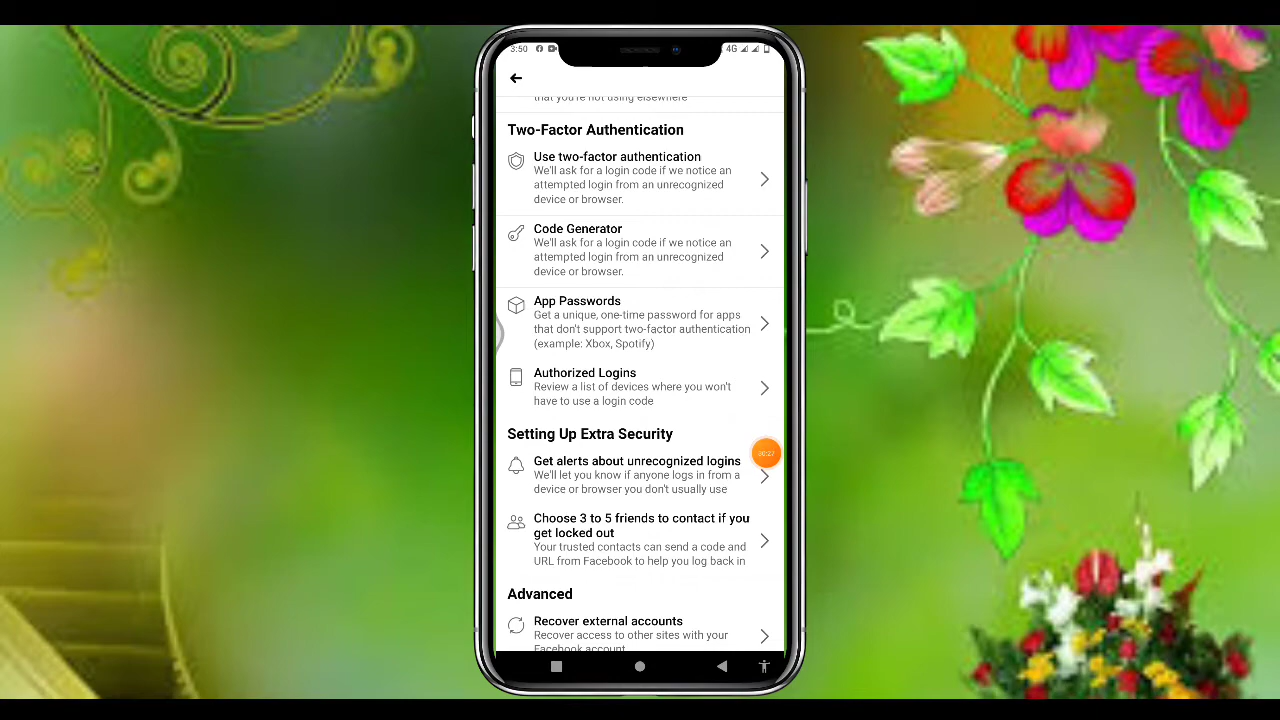 3:50
4G
that you're not using elsewhere
Two-Factor Authentication
Use two-factor authentication
We'll ask for a login code if we notice an
attempted login from an unrecognized
device or browser.
Code Generator
We'll ask for a login code if we notice an
attempted login from an unrecognized
device or browser.
App Passwords
Get a unique, one-time password for apps
that don't support two-factor authentication
(example: Xbox, Spotify)
Authorized Logins
Review a list of devices where you won't
have to use a login code
Setting Up Extra Security
Get alerts about unrecognized logins
We'll let you know if anyone logs in from a
device or browser you don't usually use
00:27
Choose 3 to 5 friends to contact if you
get locked out
Your trusted contacts can send a code and
URL from Facebook to help you log back in
Advanced
Recover external accounts
Recover access to other sites with your
Facebook account